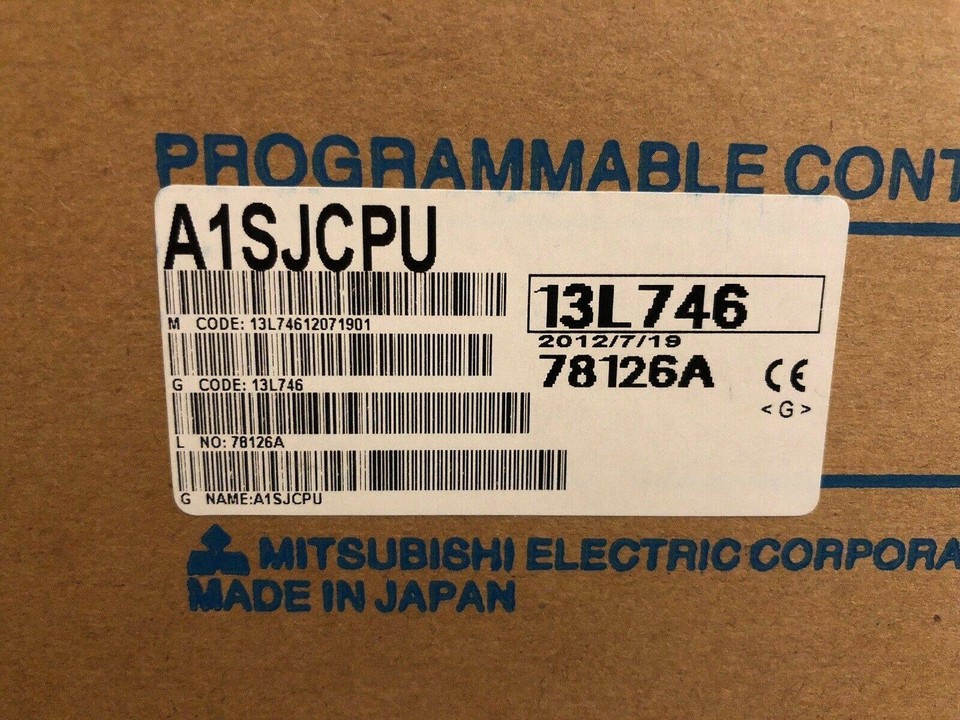 PROGRAMMABLE CONT
A1SJCPU
M CODE: 13L74612071901
G CODE: 13L746
L NO: 78126A
G NAME:A1SJCPU
13L746
2012/7/19
78126A
CE
<G>
MITSUBISHI ELECTRIC CORPORA
MADE IN JAPAN